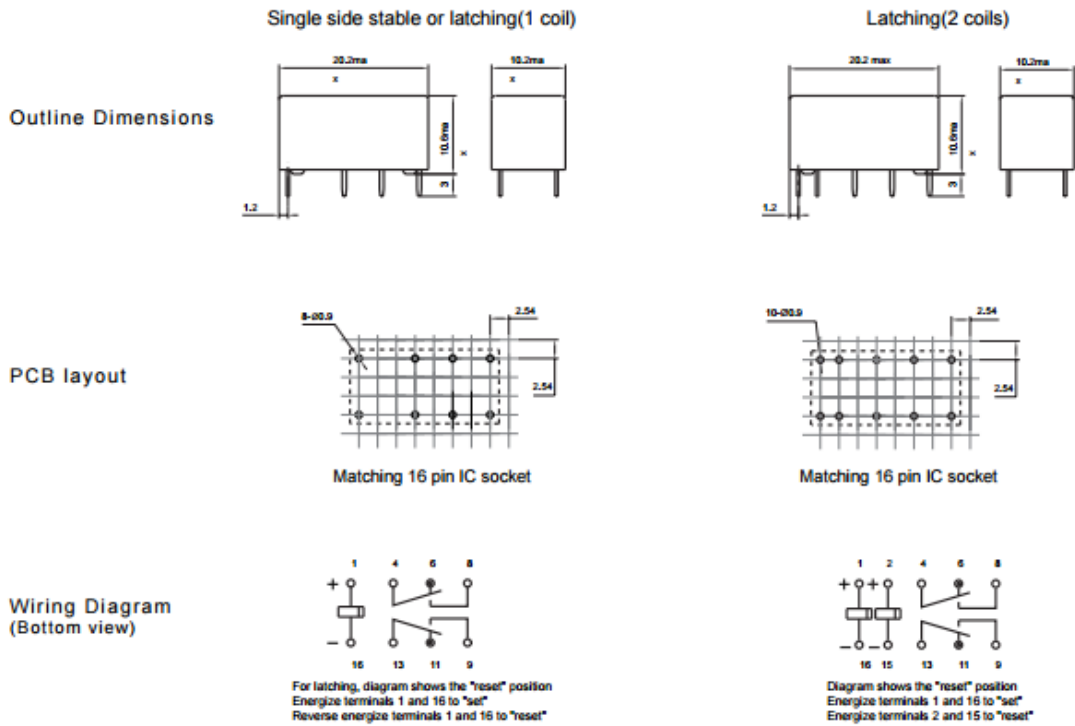 Single side stable or latching(1 coil)
Latching(2 coils)
Outline Dimensions
20.2ma
x
10.2ma
x
10.6ma
x
3
1.2
20.2 max
10.2ma
x
10.6ma
x
3
1.2
PCB layout
8-Ø0.9
2.54
2.54
Matching 16 pin IC socket
10-Ø0.9
2.54
2.54
Matching 16 pin IC socket
Wiring Diagram
(Bottom view)
1 4 6 8
+
−
16 13 11 9
For latching, diagram shows the "reset" position
Energize terminals 1 and 16 to "set"
Reverse energize terminals 1 and 16 to "reset"
1 2 4 6 8
+ +
− −
16 15 13 11 9
Diagram shows the "reset" position
Energize terminals 1 and 16 to "set"
Energize terminals 2 and 15 to "reset"